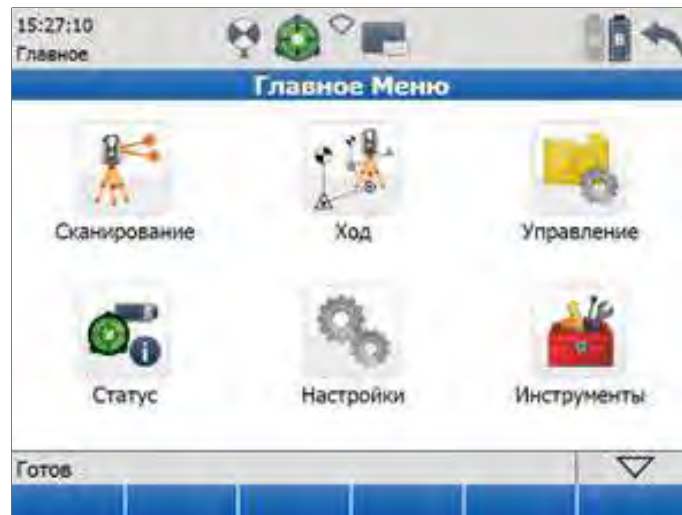 15:27:10
Главное
B
Главное Меню
Сканирование
Ход
Управление
Статус
Настройки
Инструменты
Готов